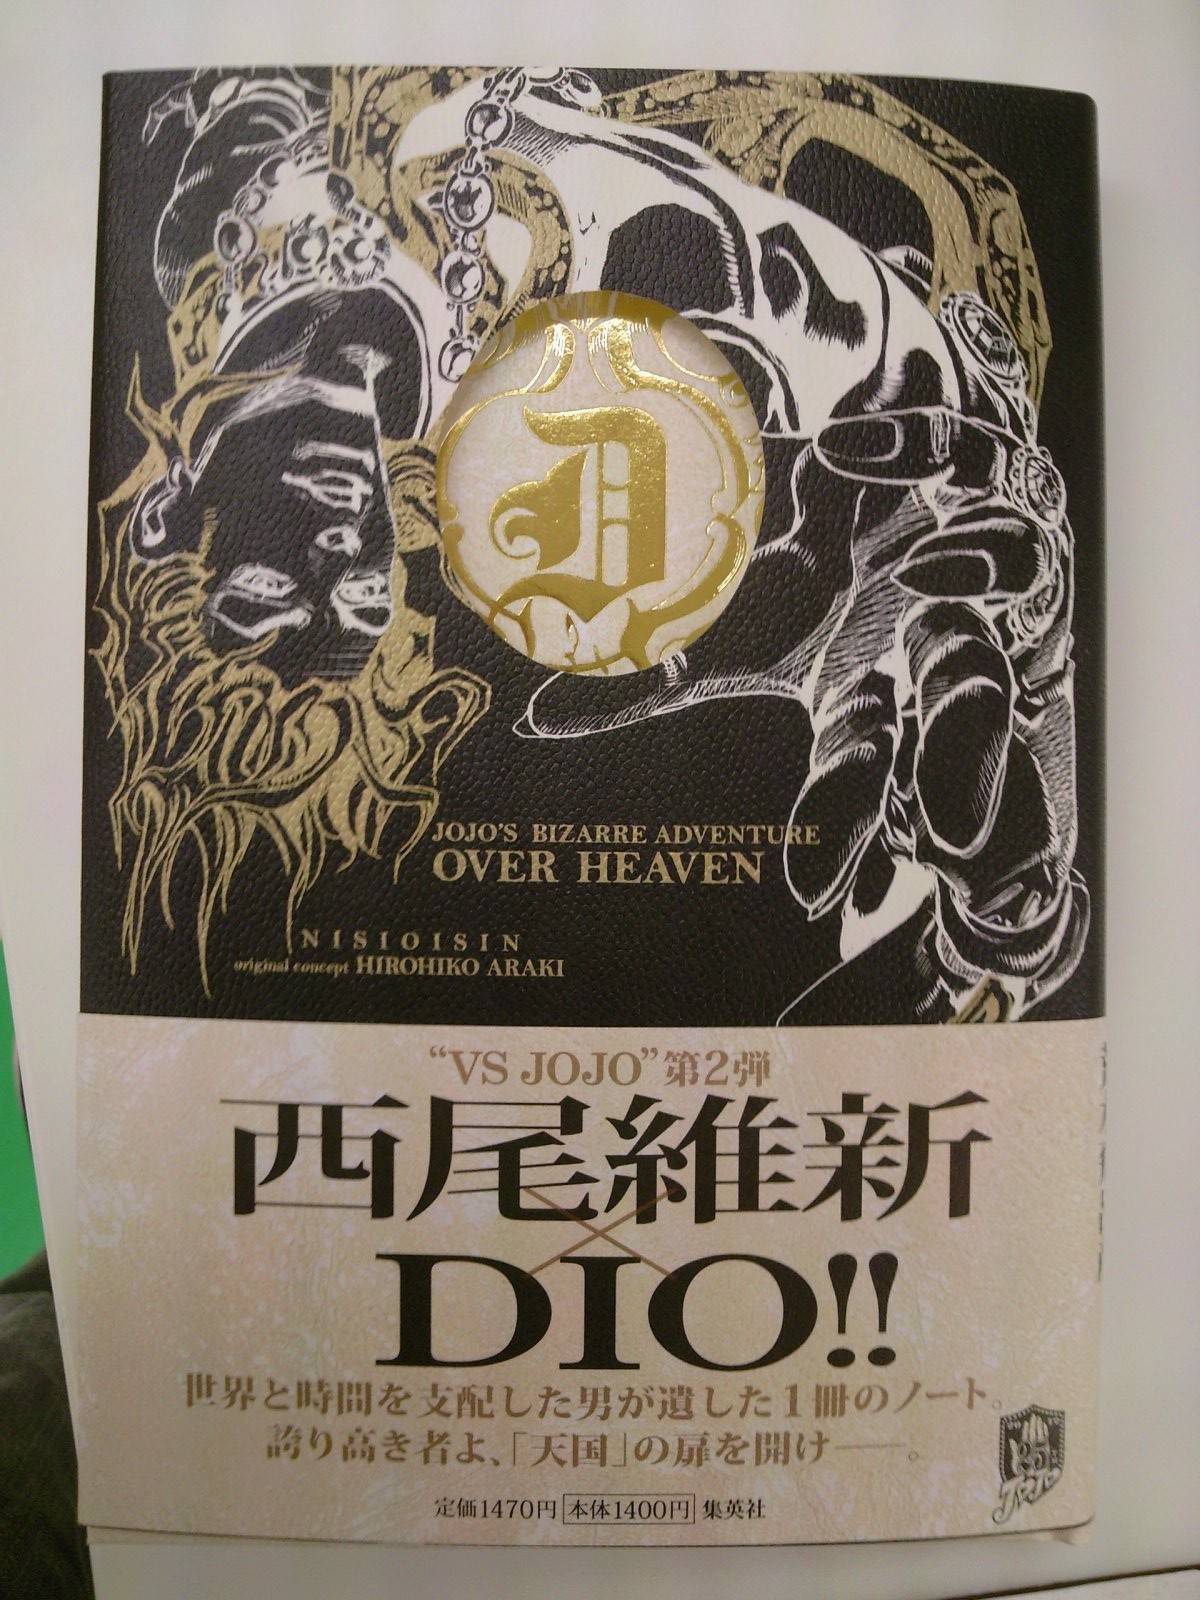 D
JOJO'S BIZARRE ADVENTURE
OVER HEAVEN
NISIOISIN
original concept HIROHIKO ARAKI
“VS JOJO”第2弾
西尾維新
×
DIO!!
世界と時間を支配した男が遺した1冊のノート。
誇り高き者よ、「天国」の扉を開け──。
定価1470円 本体1400円 集英社
JOJO